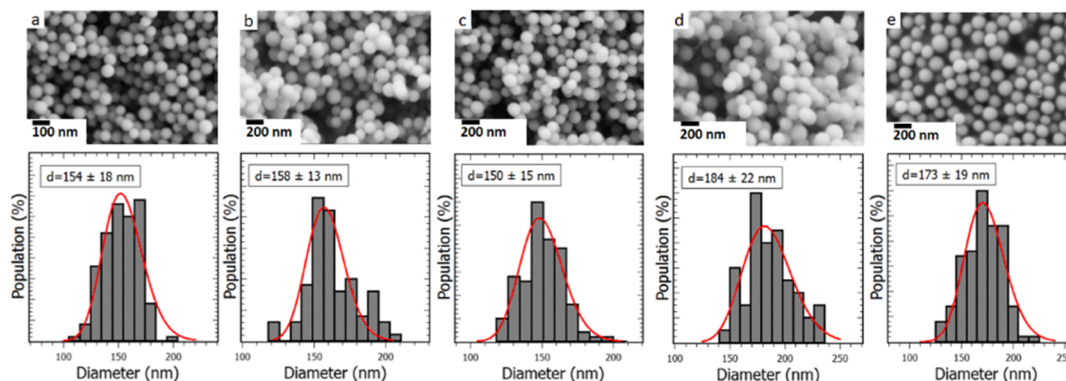 a
100 nm
b
200 nm
c
200 nm
d
200 nm
e
200 nm
d=154 ± 18 nm
Population (%)
100 150 200
Diameter (nm)
d=158 ± 13 nm
Population (%)
100 150 200
Diameter (nm)
d=150 ± 15 nm
Population (%)
100 150 200
Diameter (nm)
d=184 ± 22 nm
Population (%)
100 150 200 250
Diameter (nm)
d=173 ± 19 nm
Population (%)
100 150 200 250
Diameter (nm)